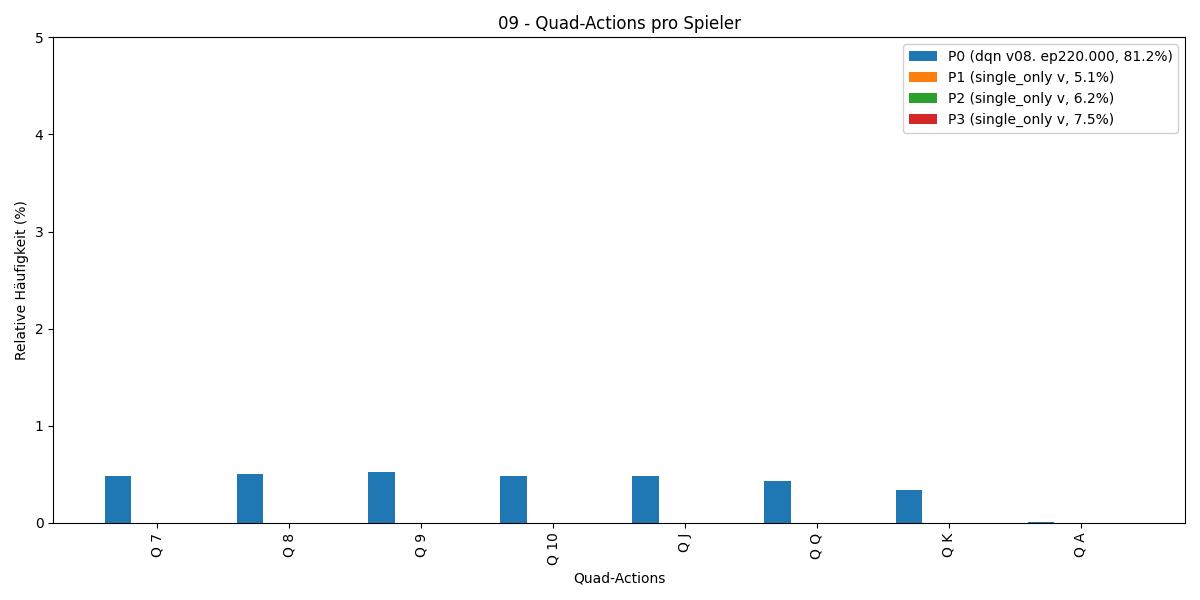 09 - Quad-Actions pro Spieler
P0 (dqn v08. ep220.000, 81.2%)
P1 (single_only v, 5.1%)
P2 (single_only v, 6.2%)
P3 (single_only v, 7.5%)
Relative Häufigkeit (%)
5
4
3
2
1
0
Q 7
Q 8
Q 9
Q 10
Q J
Q Q
Q K
Q A
Quad-Actions